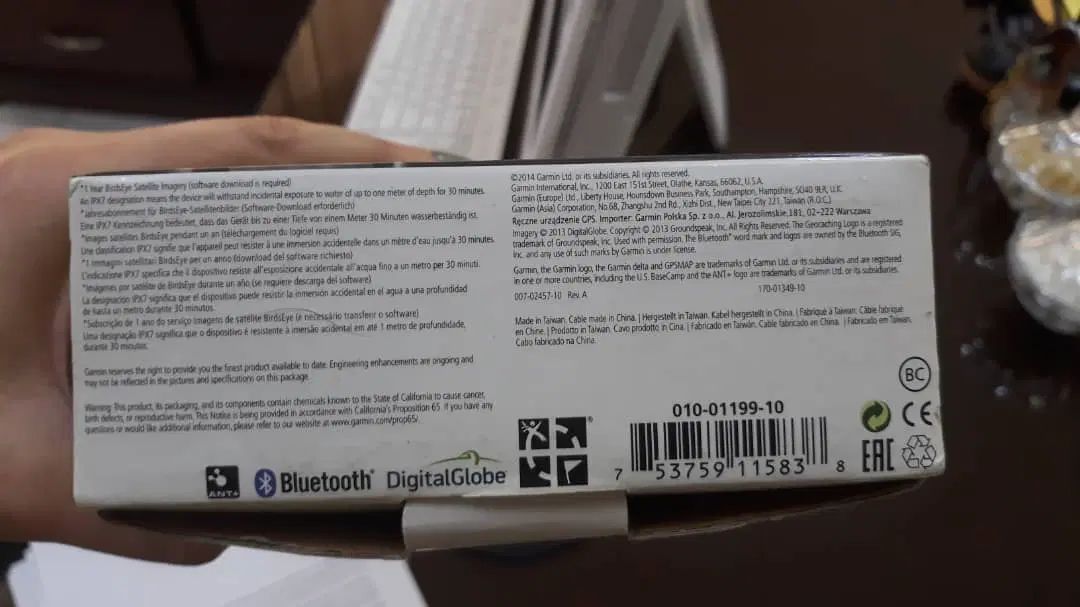 *1 Year BirdsEye Satellite Imagery (software download is required)
An IPX7 designation means the device will withstand incidental exposure to water of up to one meter of depth for 30 minutes.
*Jahresabonnement für BirdsEye-Satellitenbilder (Software-Download erforderlich)
Eine IPX7 Kennzeichnung bedeutet, dass das Gerät bis zu einer Tiefe von einem Meter 30 Minuten wasserbeständig ist.
*Images satellites BirdsEye pendant un an (téléchargement du logiciel requis)
Une classification IPX7 signifie que l'appareil peut résister à une immersion accidentelle dans un mètre d'eau jusqu'à 30 minutes.
*1 immagini satellitari BirdsEye per un anno (download del software richiesto)
L'indicazione IPX7 specifica che il dispositivo resiste all'esposizione accidentale all'acqua fino a un metro per 30 minuti.
*Imágenes por satélite de BirdsEye durante un año (se requiere descarga del software)
La designación IPX7 significa que el dispositivo puede resistir la inmersión accidental en el agua a una profundidad
de hasta un metro durante 30 minutos.
*Subscrição de 1 ano do serviço Imagens de satélite BirdsEye (é necessário transferir o software)
Uma designação IPX7 significa que o dispositivo é resistente à imersão acidental em até 1 metro de profundidade,
durante 30 minutos.
Garmin reserves the right to provide you the finest product available to date. Engineering enhancements are ongoing and
may not be reflected in the pictures and specifications on this package.
Warning: This product, its packaging, and its components contain chemicals known to the State of California to cause cancer,
birth defects, or reproductive harm. This Notice is being provided in accordance with California's Proposition 65. If you have any
questions or would like additional information, please refer to our website at www.garmin.com/prop65/.
ANT+
Bluetooth®
DigitalGlobe
©2014 Garmin Ltd. or its subsidiaries. All rights reserved.
Garmin International, Inc., 1200 East 151st Street, Olathe, Kansas, 66062, U.S.A.
Garmin (Europe) Ltd., Liberty House, Hounsdown Business Park, Southampton, Hampshire, SO40 9LR, U.K.
Garmin (Asia) Corporation, No.68, Zhangshu 2nd Rd., Xizhi Dist., New Taipei City 221, Taiwan (R.O.C.)
Ręczne urządzenie GPS. Importer: Garmin Polska Sp. z o.o., Al. Jerozolimskie.181, 02-222 Warszawa
Imagery © 2013 DigitalGlobe. Copyright © 2013 Groundspeak, Inc. All Rights Reserved. The Geocaching Logo is a registered
trademark of Groundspeak, Inc. Used with permission. The Bluetooth® word mark and logos are owned by the Bluetooth SIG,
Inc. and any use of such marks by Garmin is under license.
Garmin, the Garmin logo, the Garmin delta and GPSMAP are trademarks of Garmin Ltd. or its subsidiaries and are registered
in one or more countries, including the U.S. BaseCamp and the ANT+ logo are trademarks of Garmin Ltd. or its subsidiaries.
007-02457-10 Rev. A 170-01349-10
Made in Taiwan. Cable made in China. | Hergestellt in Taiwan. Kabel hergestellt in China. | Fabriqué à Taiwan. Câble fabriqué
en Chine. | Prodotto in Taiwan. Cavo prodotto in Cina. | Fabricado en Taiwán. Cable fabricado en China. | Fabricado em Taiwan.
Cabo fabricado na China.
BC
010-01199-10
7 53759 11583 8
CE
EAC